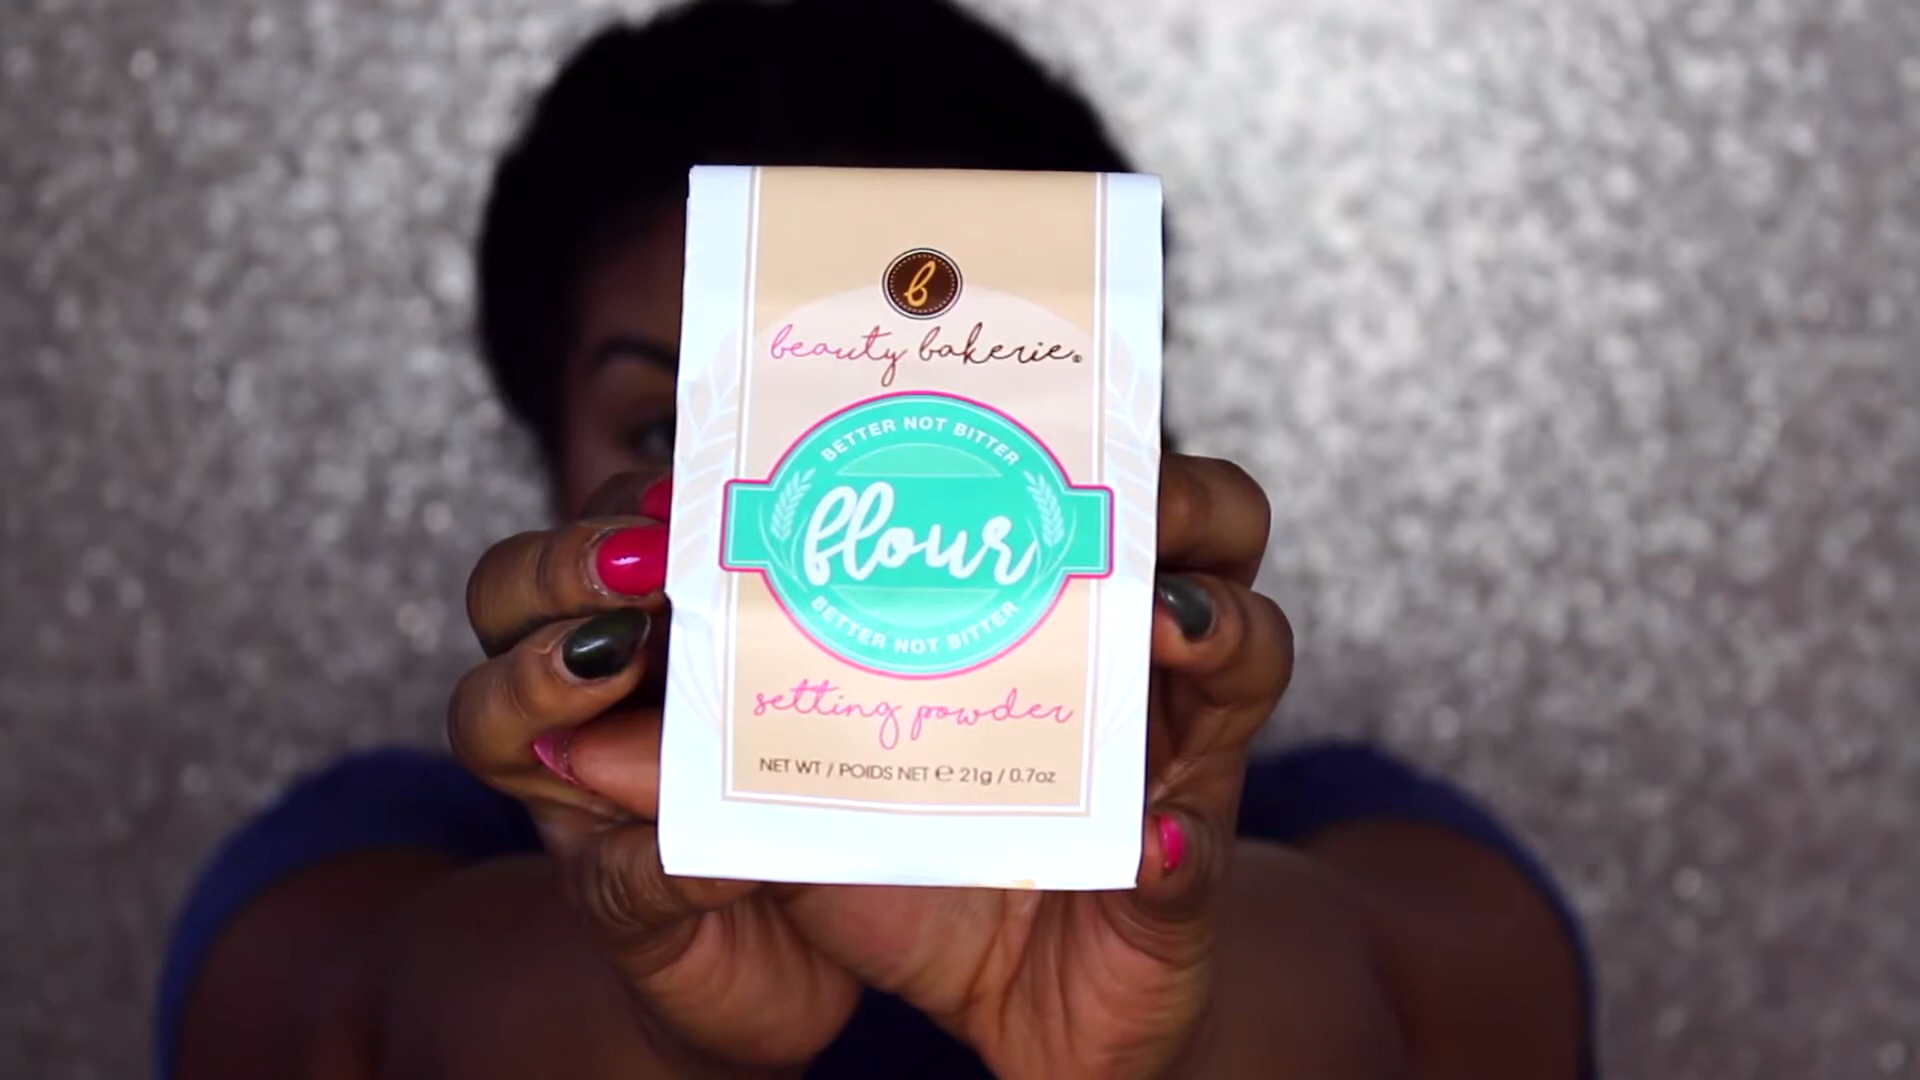 b
beauty bakerie®
BETTER NOT BITTER
flour
BETTER NOT BITTER
setting powder
NET WT / POIDS NET ℮ 21g / 0.7oz